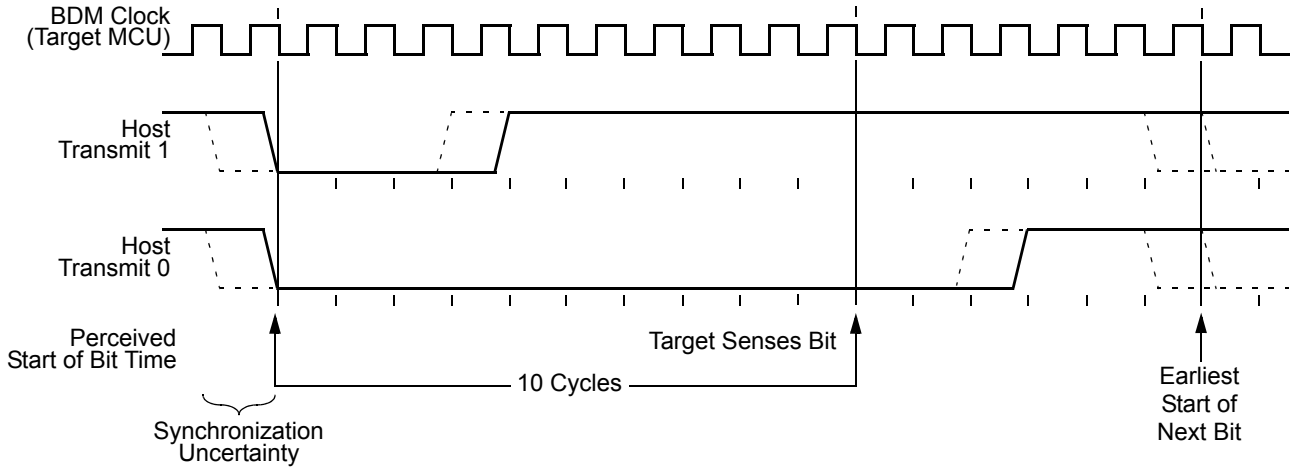 BDM Clock
(Target MCU)
Host
Transmit 1
Host
Transmit 0
Perceived
Start of Bit Time
Target Senses Bit
10 Cycles
Earliest
Start of
Next Bit
Synchronization
Uncertainty